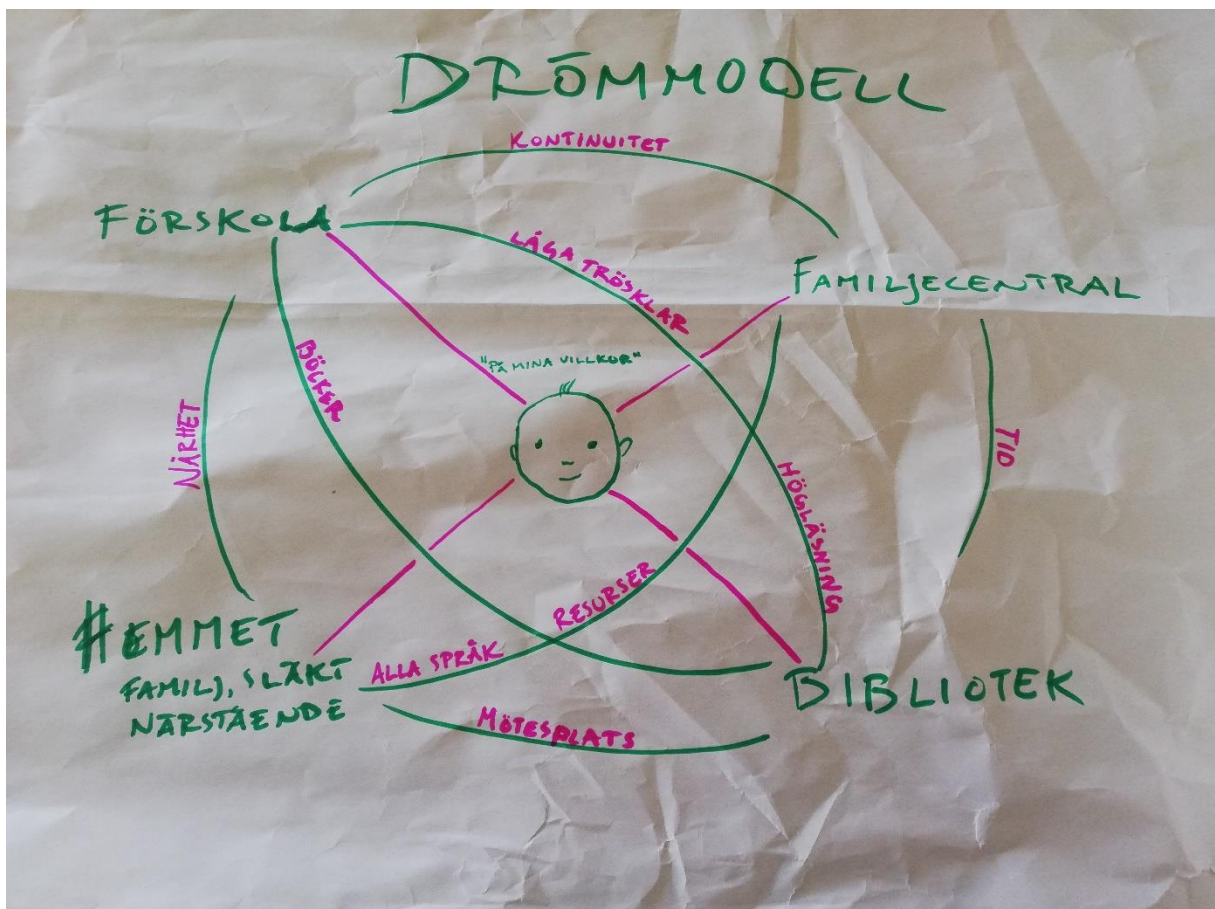 DRÖMMODELL
KONTINUITET
FÖRSKOLA
LÅGA TRÖSKLAR
FAMILJECENTRAL
"PÅ MINA VILLKOR"
BÖCKER
NÄRHET
TID
HÖGLÄSNING
RESURSER
HEMMET
ALLA SPRÅK
FAMILJ, SLÄKT
NÄRSTÅENDE
BIBLIOTEK
MÖTESPLATS